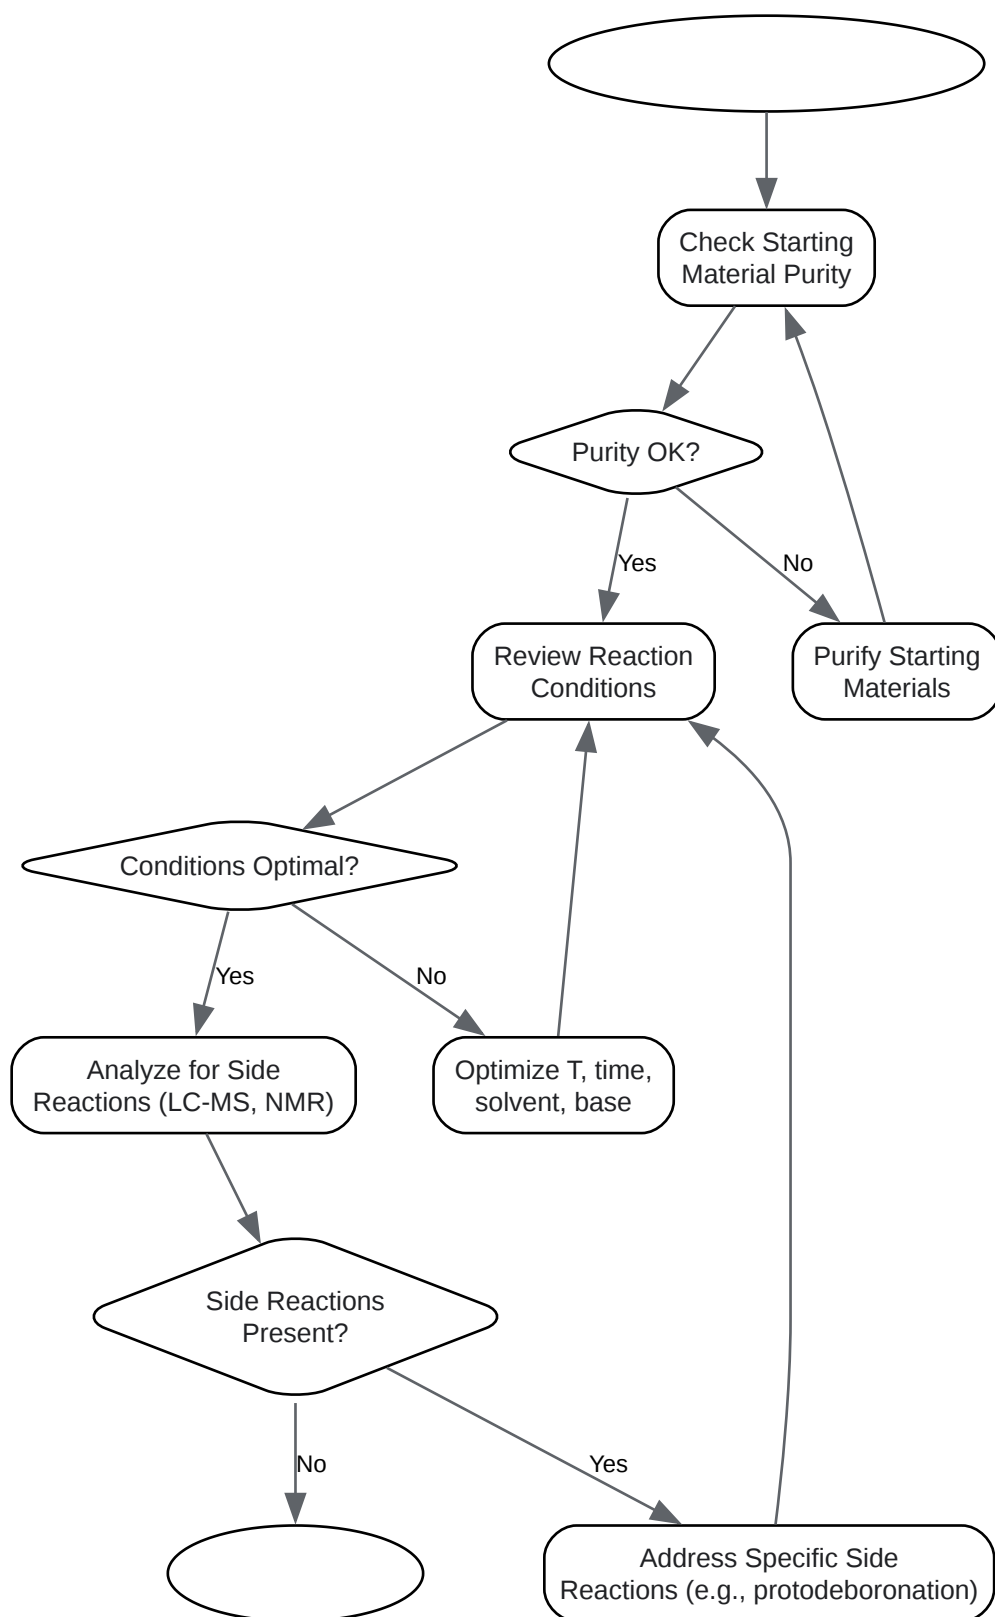 Check Starting
Material Purity
Purity OK?
Yes
No
Review Reaction
Conditions
Purify Starting
Materials
Conditions Optimal?
Yes
No
Analyze for Side
Reactions (LC-MS, NMR)
Optimize T, time,
solvent, base
Side Reactions
Present?
No
Yes
Address Specific Side
Reactions (e.g., protodeboronation)